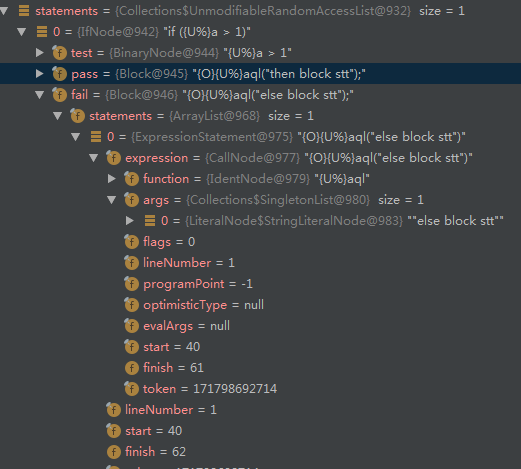 statements = {Collections$UnmodifiableRandomAccessList@932} size = 1
0 = {IfNode@942} "if ({U%}a > 1)"
test = {BinaryNode@944} "{U%}a > 1"
pass = {Block@945} "{O}{U%}aql("then block stt");"
fail = {Block@946} "{O}{U%}aql("else block stt");"
statements = {ArrayList@968} size = 1
0 = {ExpressionStatement@975} "{O}{U%}aql("else block stt")"
expression = {CallNode@977} "{O}{U%}aql("else block stt")"
function = {IdentNode@979} "{U%}aql"
args = {Collections$SingletonList@980} size = 1
0 = {LiteralNode$StringLiteralNode@983} ""else block stt""
flags = 0
lineNumber = 1
programPoint = -1
optimisticType = null
evalArgs = null
start = 40
finish = 61
token = 171798692714
lineNumber = 1
start = 40
finish = 62